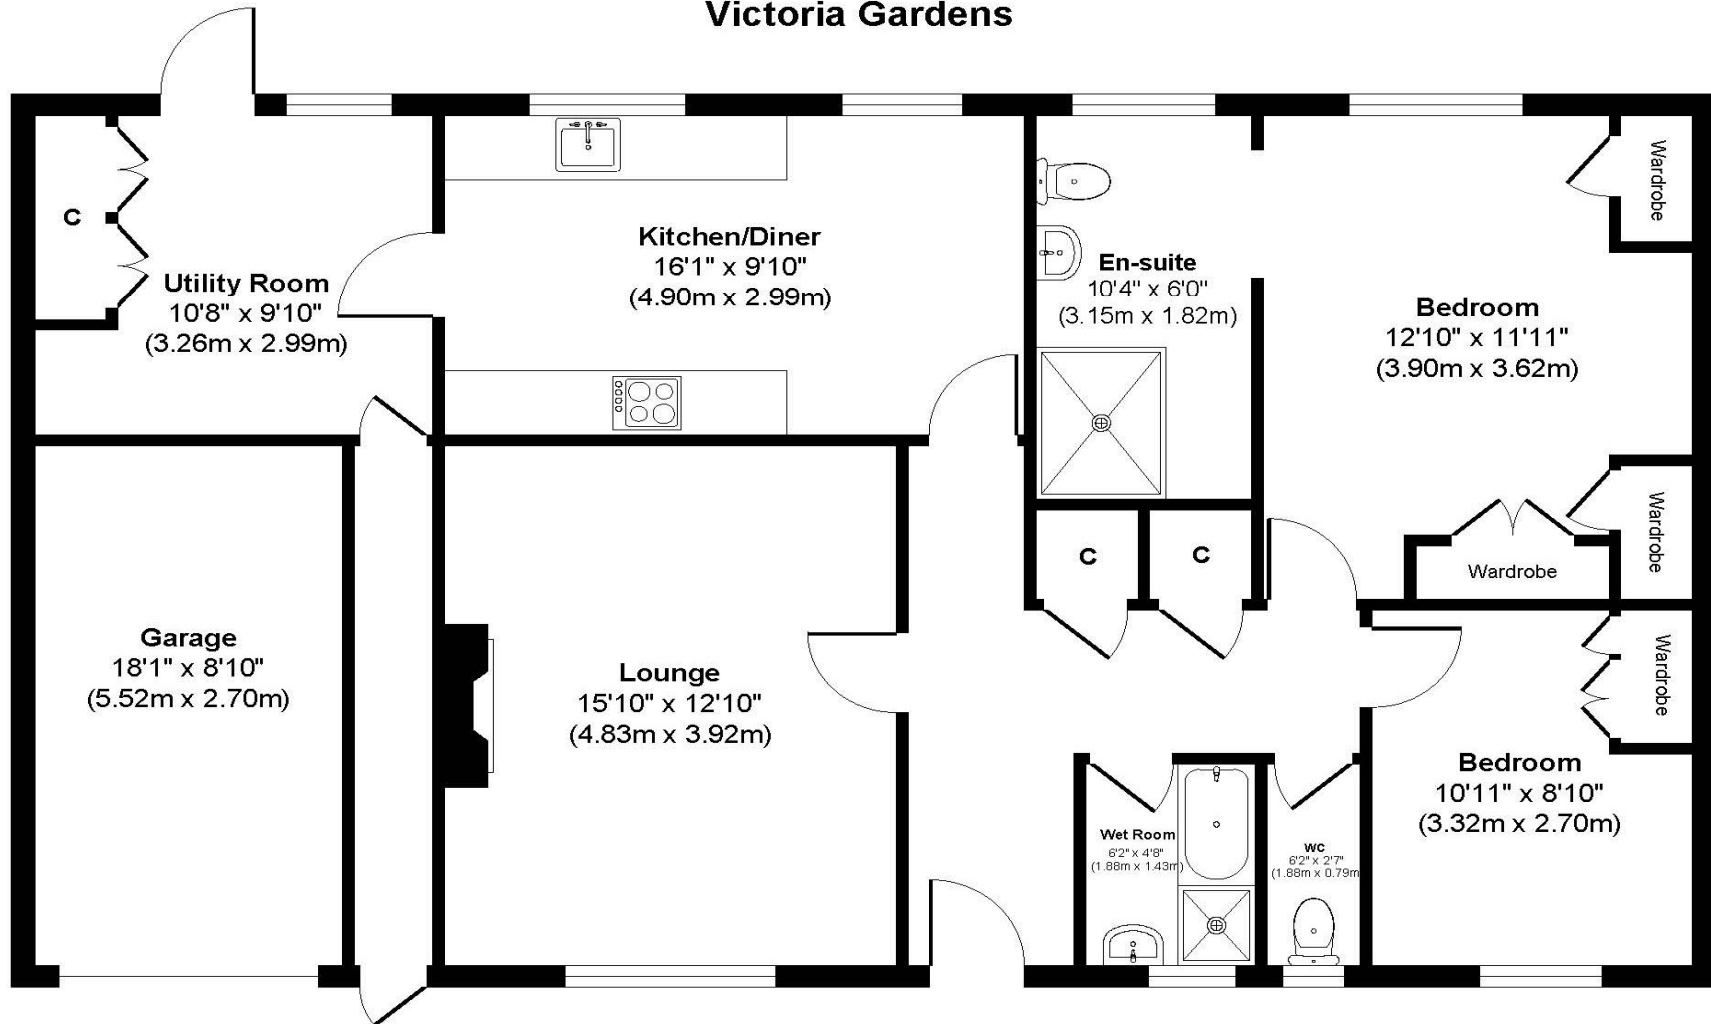 Victoria Gardens
C
Utility Room
10'8" x 9'10"
(3.26m x 2.99m)
Kitchen/Diner
16'1" x 9'10"
(4.90m x 2.99m)
En-suite
10'4" x 6'0"
(3.15m x 1.82m)
Bedroom
12'10" x 11'11"
(3.90m x 3.62m)
Wardrobe
Wardrobe
Wardrobe
C
C
Garage
18'1" x 8'10"
(5.52m x 2.70m)
Lounge
15'10" x 12'10"
(4.83m x 3.92m)
Wardrobe
Bedroom
10'11" x 8'10"
(3.32m x 2.70m)
Wet Room
6'2" x 4'8"
(1.88m x 1.43m)
WC
6'2" x 2'7"
(1.88m x 0.79m